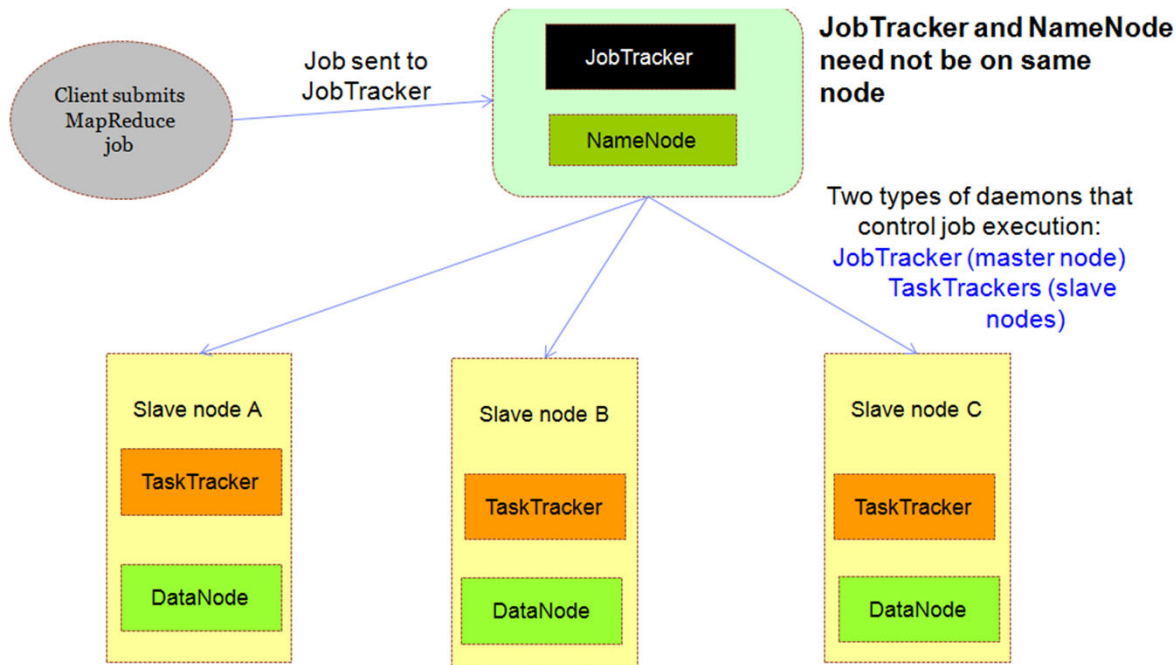 Client submits
MapReduce
job
Job sent to
JobTracker
JobTracker
NameNode
JobTracker and NameNode
need not be on same
node
Two types of daemons that
control job execution:
JobTracker (master node)
TaskTrackers (slave
nodes)
Slave node A
TaskTracker
DataNode
Slave node B
TaskTracker
DataNode
Slave node C
TaskTracker
DataNode